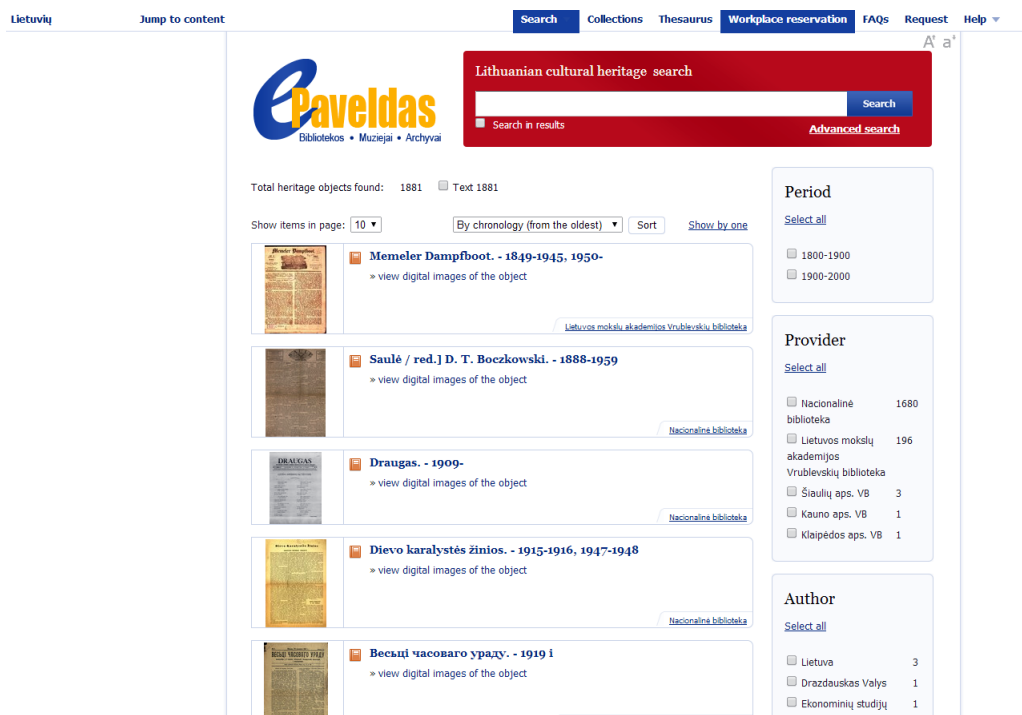 Lietuvių Jump to content Search Collections Thesaurus Workplace reservation FAQs Request Help
A a
ePaveldas
Bibliotekos • Muziejai • Archyvai
Lithuanian cultural heritage search
Search
Search in results
Advanced search
Total heritage objects found: 1881 Text 1881
Show items in page: 10 By chronology (from the oldest) Sort Show by one
Memeler Dampfboot. - 1849-1945, 1950-
» view digital images of the object
Lietuvos mokslų akademijos Vrublevskių biblioteka
Saulė / red.] D. T. Boczkowski. - 1888-1959
» view digital images of the object
Nacionalinė biblioteka
DRAUGAS
Draugas. - 1909-
» view digital images of the object
Nacionalinė biblioteka
Dievo karalystės žinios. - 1915-1916, 1947-1948
» view digital images of the object
Nacionalinė biblioteka
Весьці часоваго ураду. - 1919 i
» view digital images of the object
Period
Select all
1800-1900
1900-2000
Provider
Select all
Nacionalinė 1680
biblioteka
Lietuvos mokslų 196
akademijos
Vrublevskių biblioteka
Šiaulių aps. VB 3
Kauno aps. VB 1
Klaipėdos aps. VB 1
Author
Select all
Lietuva 3
Drazdauskas Valys 1
Ekonominių studijų 1